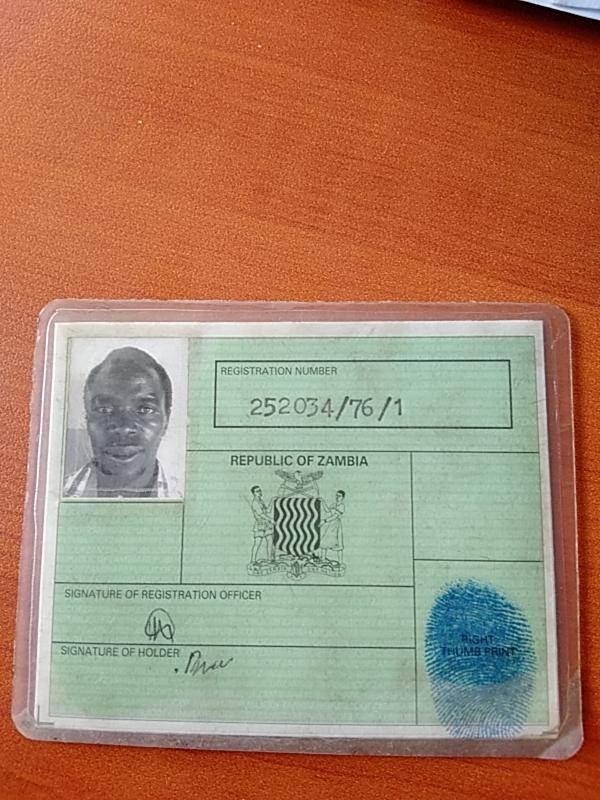 REGISTRATION NUMBER
252034/76/1
REPUBLIC OF ZAMBIA
SIGNATURE OF REGISTRATION OFFICER
SIGNATURE OF HOLDER
RIGHT
THUMB PRINT